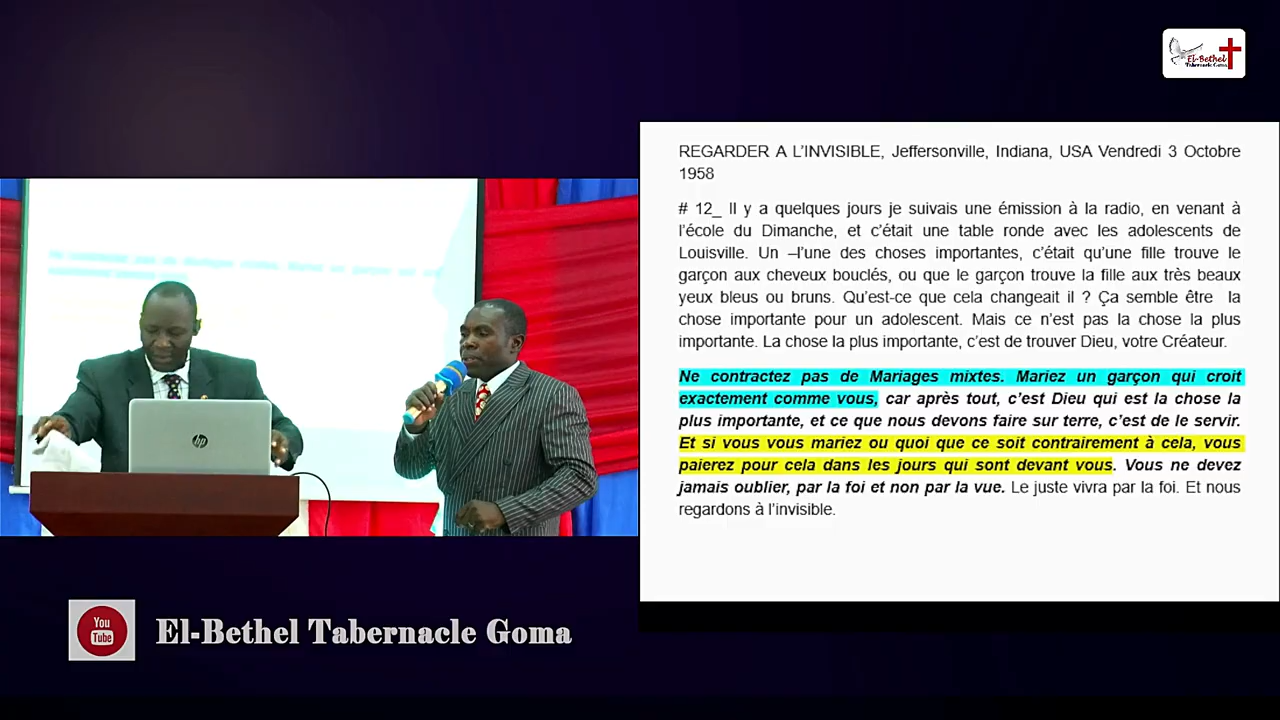 El-Bethel
Tabernacle Goma
REGARDER A L’INVISIBLE, Jeffersonville, Indiana, USA Vendredi 3 Octobre
1958
# 12_ Il y a quelques jours je suivais une émission à la radio, en venant à
l’école du Dimanche, et c’était une table ronde avec les adolescents de
Louisville. Un –l’une des choses importantes, c’était qu’une fille trouve le
garçon aux cheveux bouclés, ou que le garçon trouve la fille aux très beaux
yeux bleus ou bruns. Qu’est-ce que cela changeait il ? Ça semble être la
chose importante pour un adolescent. Mais ce n’est pas la chose la plus
importante. La chose la plus importante, c’est de trouver Dieu, votre Créateur.
Ne contractez pas de Mariages mixtes. Mariez un garçon qui croit
exactement comme vous, car après tout, c’est Dieu qui est la chose la
plus importante, et ce que nous devons faire sur terre, c’est de le servir.
Et si vous vous mariez ou quoi que ce soit contrairement à cela, vous
paierez pour cela dans les jours qui sont devant vous. Vous ne devez
jamais oublier, par la foi et non par la vue. Le juste vivra par la foi. Et nous
regardons à l’invisible.
hp
You
Tube
El-Bethel Tabernacle Goma